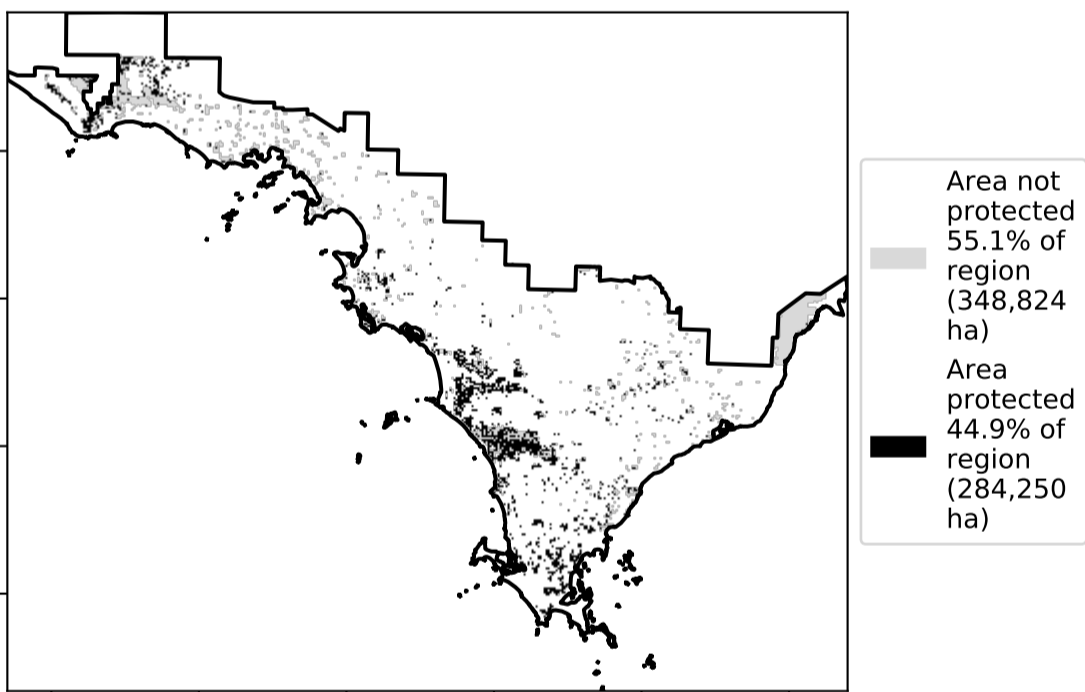 Area not
protected
55.1% of
region
(348,824
ha)
Area
protected
44.9% of
region
(284,250
ha)